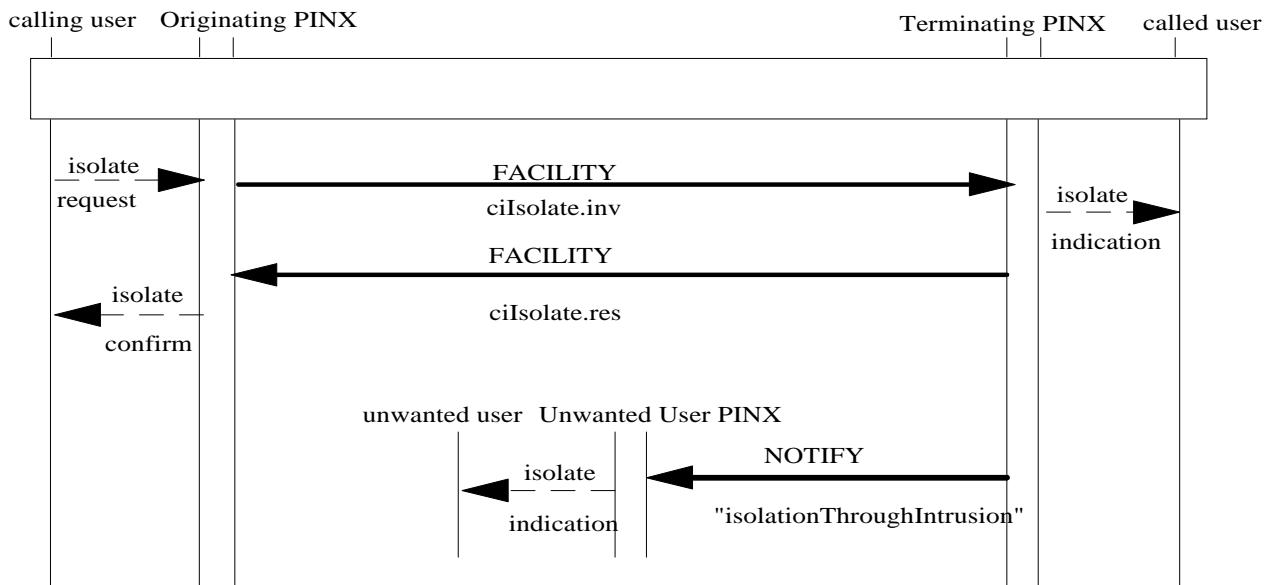 calling user Originating PINX Terminating PINX called user
isolate
request
FACILITY
ciIsolate.inv
isolate
indication
FACILITY
ciIsolate.res
isolate
confirm
unwanted user Unwanted User PINX
NOTIFY
isolate
indication
"isolationThroughIntrusion"